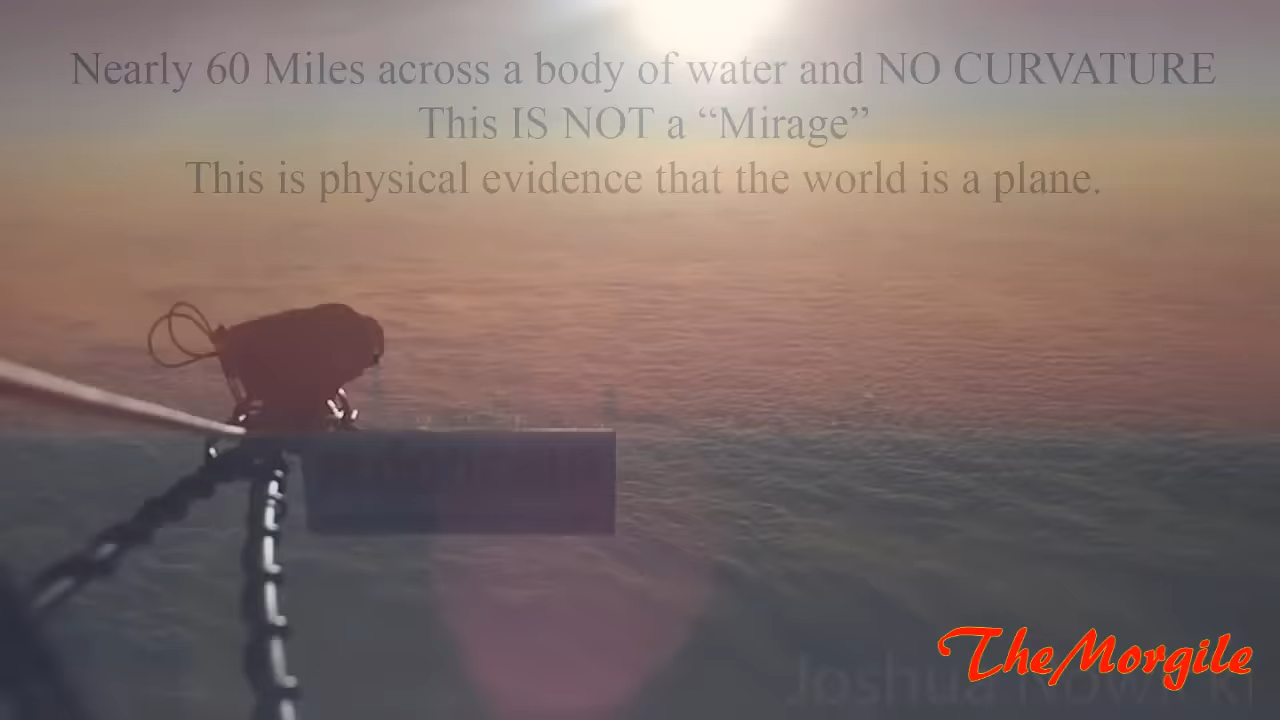 Nearly 60 Miles across a body of water and NO CURVATURE
This IS NOT a “Mirage”
This is physical evidence that the world is a plane.
TheMorgile
Joshua